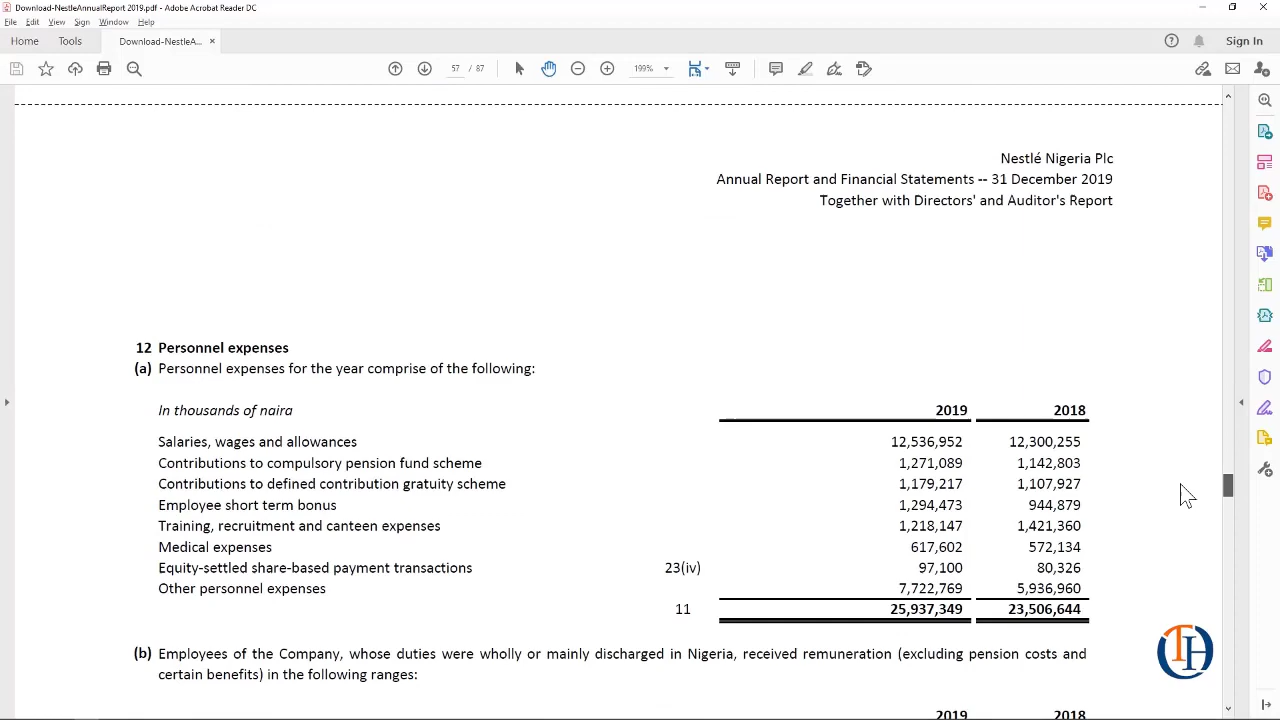 Download-NestleAnnualReport 2019.pdf - Adobe Acrobat Reader DC
File Edit View Sign Window Help
Home Tools Download-NestleA... × Sign In
57 / 87 199%
Nestlé Nigeria Plc
Annual Report and Financial Statements -- 31 December 2019
Together with Directors' and Auditor's Report
12 Personnel expenses
(a) Personnel expenses for the year comprise of the following:
In thousands of naira 2019 2018
Salaries, wages and allowances 12,536,952 12,300,255
Contributions to compulsory pension fund scheme 1,271,089 1,142,803
Contributions to defined contribution gratuity scheme 1,179,217 1,107,927
Employee short term bonus 1,294,473 944,879
Training, recruitment and canteen expenses 1,218,147 1,421,360
Medical expenses 617,602 572,134
Equity-settled share-based payment transactions 23(iv) 97,100 80,326
Other personnel expenses 7,722,769 5,936,960
11 25,937,349 23,506,644
(b) Employees of the Company, whose duties were wholly or mainly discharged in Nigeria, received remuneration (excluding pension costs and
certain benefits) in the following ranges:
2019 2018
TH